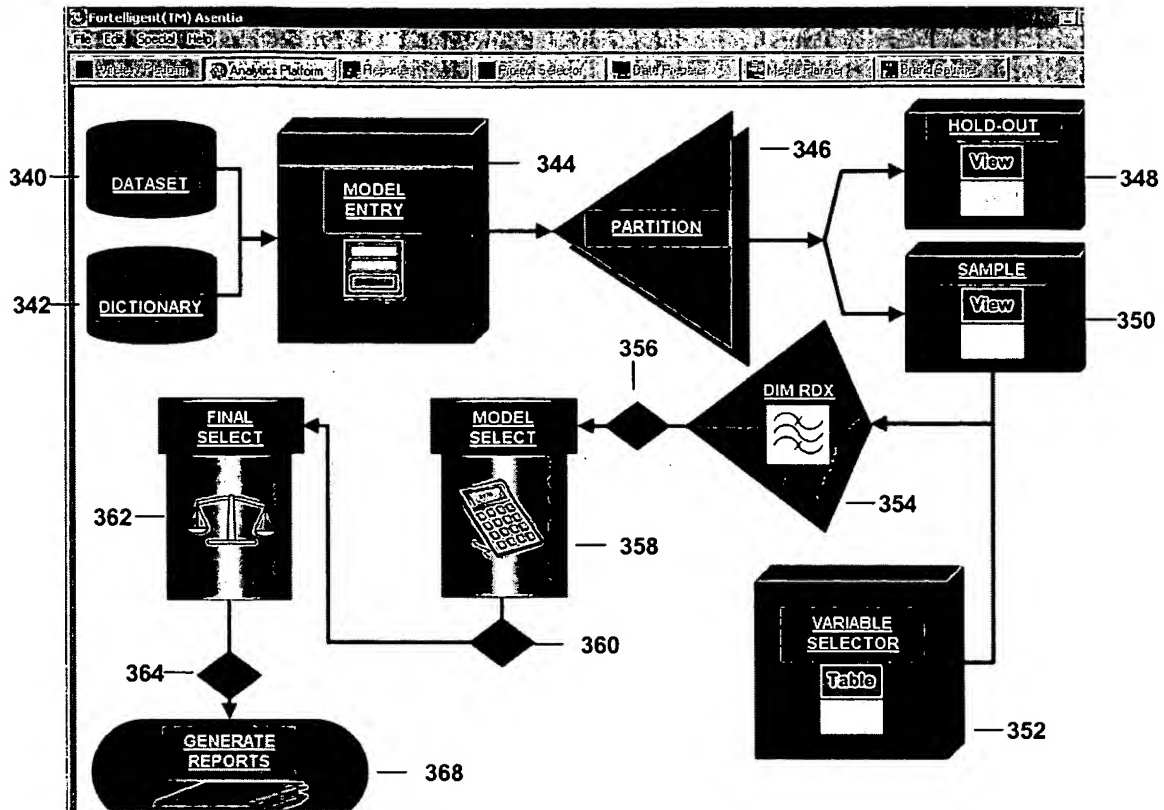 Fortelligent(TM) Asentia
File Edit Special Help
Analytics Platform
340
DATASET
342
DICTIONARY
344
MODEL
ENTRY
346
PARTITION
HOLD-OUT
View
348
SAMPLE
View
350
356
DIM RDX
354
MODEL
SELECT
358
FINAL
SELECT
362
360
364
VARIABLE
SELECTOR
Table
352
GENERATE
REPORTS
368